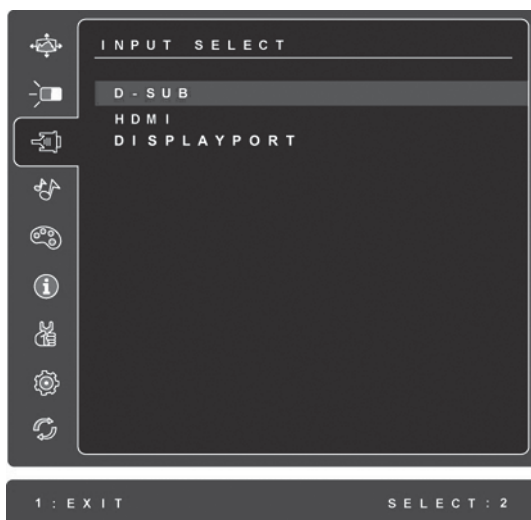 INPUT SELECT
D-SUB
HDMI
DISPLAYPORT
1:EXIT SELECT:2